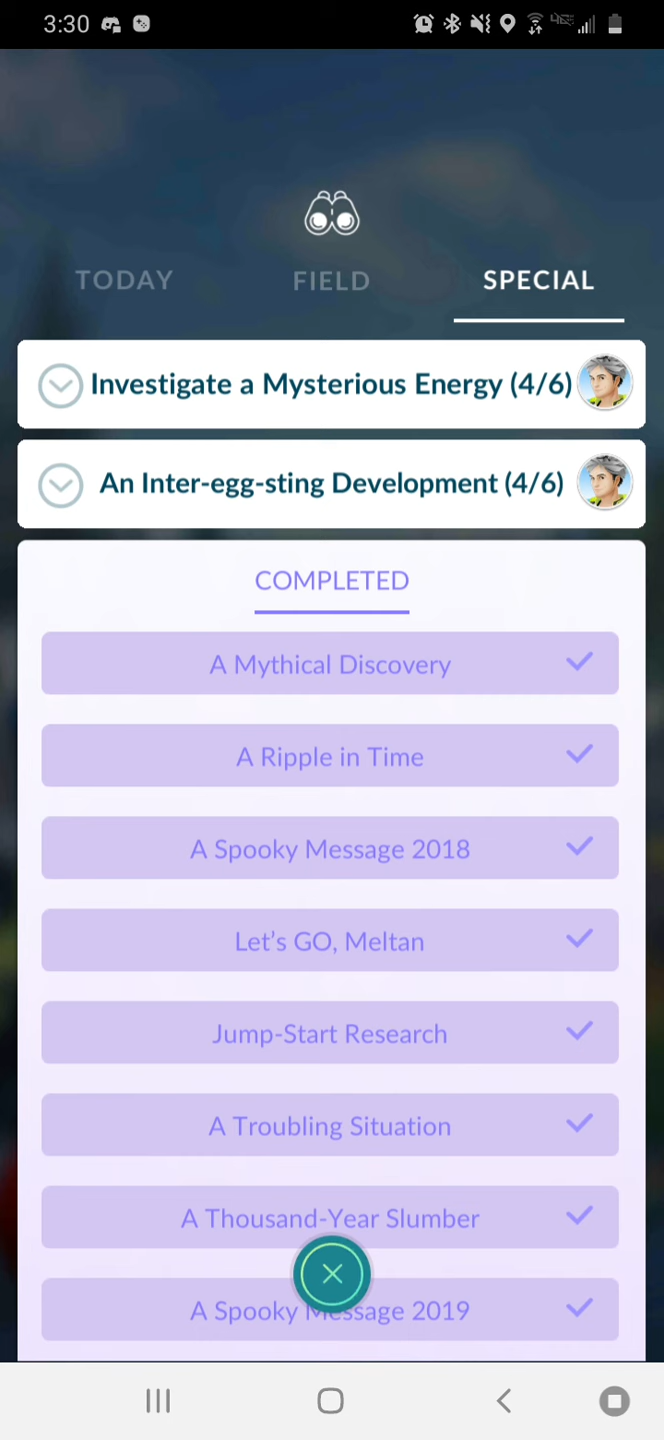 3:30
TODAY
FIELD
SPECIAL
Investigate a Mysterious Energy (4/6)
An Inter-egg-sting Development (4/6)
COMPLETED
A Mythical Discovery
A Ripple in Time
A Spooky Message 2018
Let's GO, Meltan
Jump-Start Research
A Troubling Situation
A Thousand-Year Slumber
A Spooky Message 2019